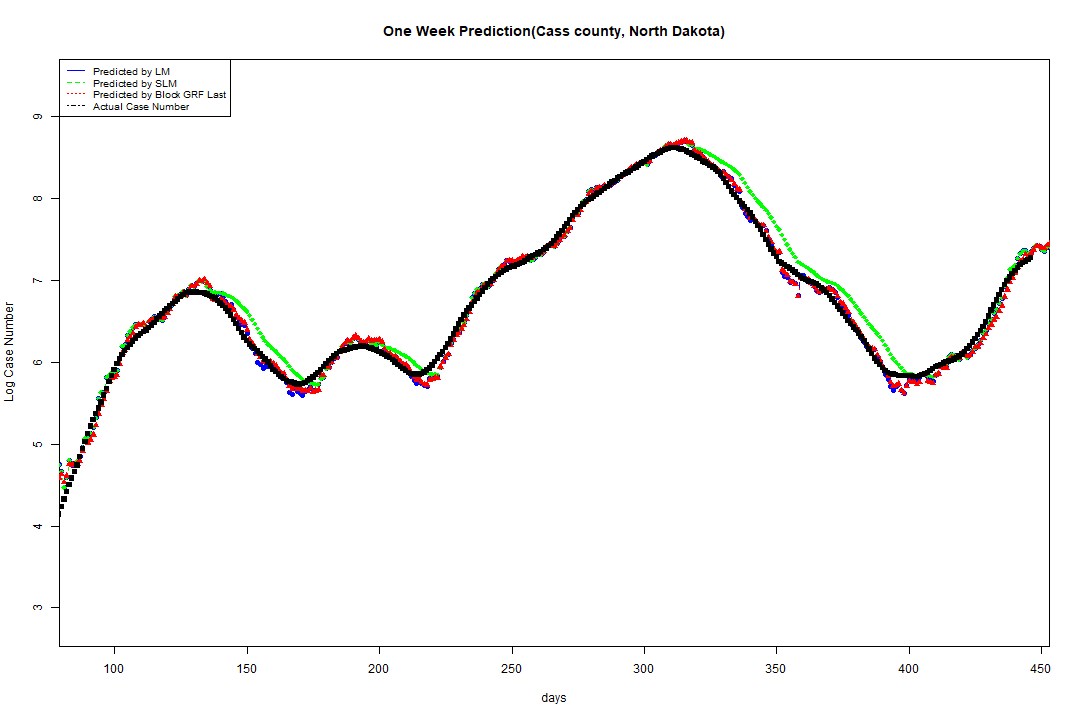 One Week Prediction(Cass county, North Dakota)
Predicted by LM
Predicted by SLM
Predicted by Block GRF Last
Actual Case Number
9
8
7
6
5
4
3
Log Case Number
100 150 200 250 300 350 400 450
days